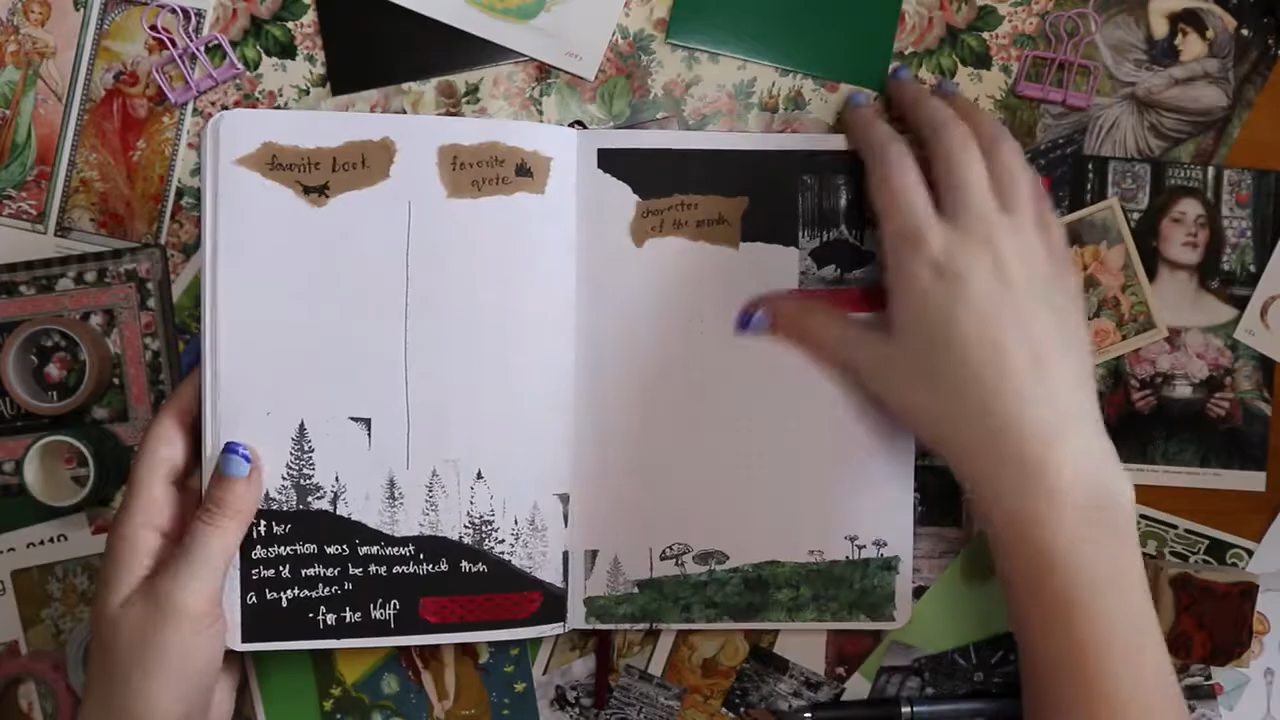 favorite book
favorite
quote
character
of the month
if her
destruction was imminent,
she'd rather be the architect than
a bystander."
-for the Wolf